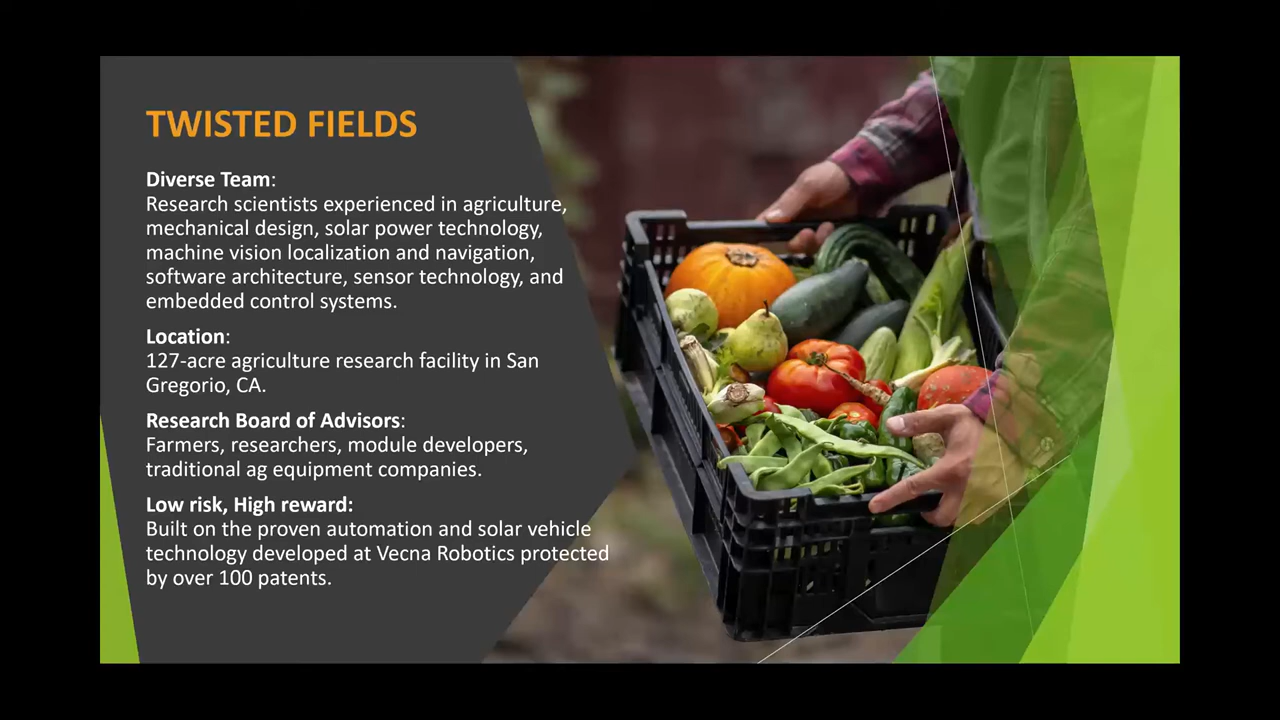 TWISTED FIELDS
Diverse Team:
Research scientists experienced in agriculture,
mechanical design, solar power technology,
machine vision localization and navigation,
software architecture, sensor technology, and
embedded control systems.
Location:
127-acre agriculture research facility in San
Gregorio, CA.
Research Board of Advisors:
Farmers, researchers, module developers,
traditional ag equipment companies.
Low risk, High reward:
Built on the proven automation and solar vehicle
technology developed at Vecna Robotics protected
by over 100 patents.